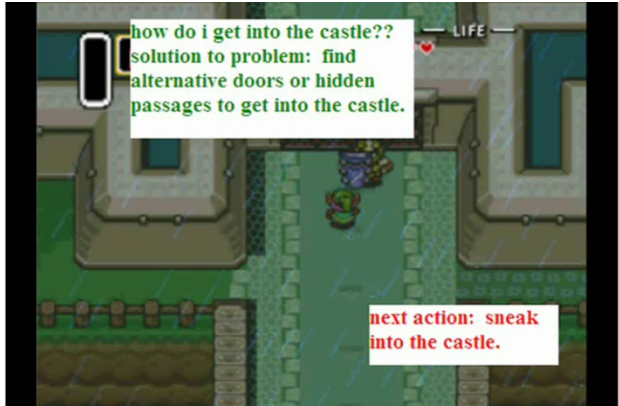 how do i get into the castle??
solution to problem:  find
alternative doors or hidden
passages to get into the castle.
— LIFE —
next action:  sneak
into the castle.